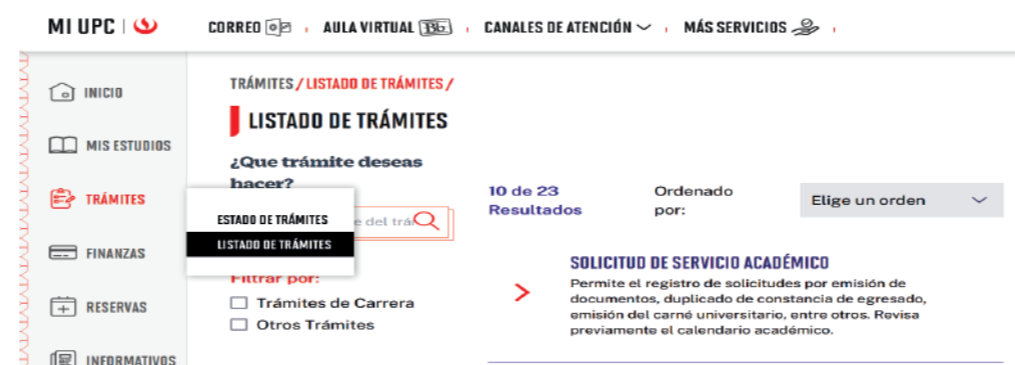 MI UPC
CORREO
AULA VIRTUAL Bb
CANALES DE ATENCIÓN
MÁS SERVICIOS
INICIO
MIS ESTUDIOS
TRÁMITES
FINANZAS
RESERVAS
INFORMATIVOS
TRÁMITES / LISTADO DE TRÁMITES /
LISTADO DE TRÁMITES
¿Que trámite deseas
hacer?
ESTADO DE TRÁMITES
LISTADO DE TRÁMITES
del
Filtrar por:
Trámites de Carrera
Otros Trámites
10 de 23
Resultados
Ordenado
por:
Elige un orden
SOLICITUD DE SERVICIO ACADÉMICO
Permite el registro de solicitudes por emisión de
documentos, duplicado de constancia de egresado,
emisión del carné universitario, entre otros. Revisa
previamente el calendario académico.